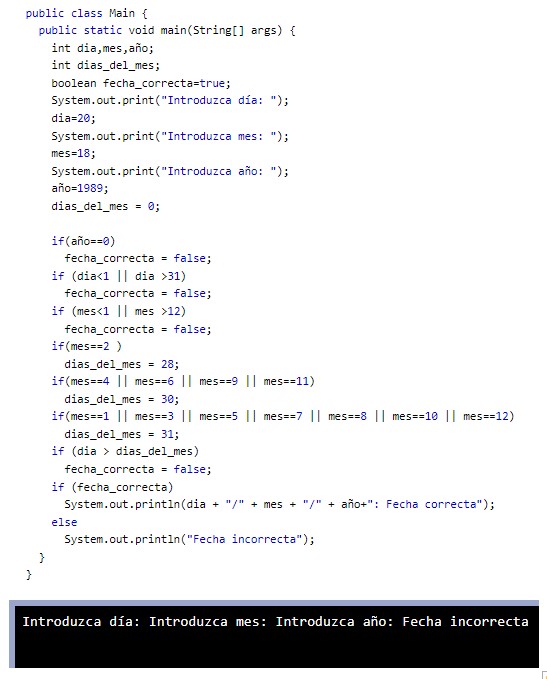 public class Main {
public static void main(String[] args) {
int dia,mes,año;
int dias_del_mes;
boolean fecha_correcta=true;
System.out.print("Introduzca día: ");
dia=20;
System.out.print("Introduzca mes: ");
mes=18;
System.out.print("Introduzca año: ");
año=1989;
dias_del_mes = 0;
if(año==0)
fecha_correcta = false;
if (dia<1 || dia >31)
fecha_correcta = false;
if (mes<1 || mes >12)
fecha_correcta = false;
if(mes==2 )
dias_del_mes = 28;
if(mes==4 || mes==6 || mes==9 || mes==11)
dias_del_mes = 30;
if(mes==1 || mes==3 || mes==5 || mes==7 || mes==8 || mes==10 || mes==12)
dias_del_mes = 31;
if (dia > dias_del_mes)
fecha_correcta = false;
if (fecha_correcta)
System.out.println(dia + "/" + mes + "/" + año+": Fecha correcta");
else
System.out.println("Fecha incorrecta");
}
}
Introduzca día: Introduzca mes: Introduzca año: Fecha incorrecta